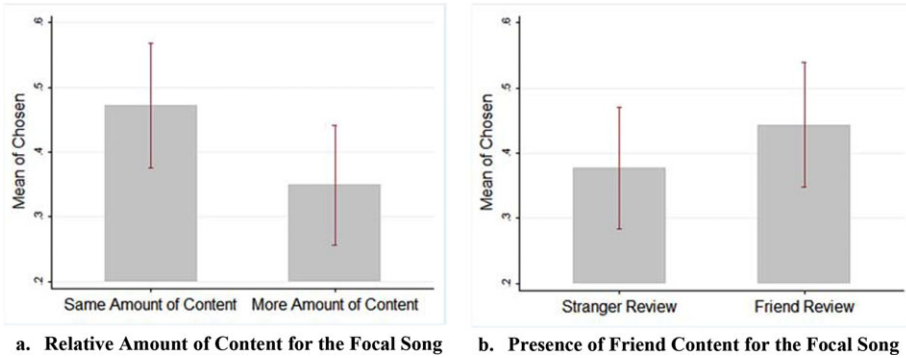 .6
.5
.4
.3
.2
Mean of Chosen
Same Amount of Content
More Amount of Content
a. Relative Amount of Content for the Focal Song
.6
.5
.4
.3
.2
Mean of Chosen
Stranger Review
Friend Review
b. Presence of Friend Content for the Focal Song